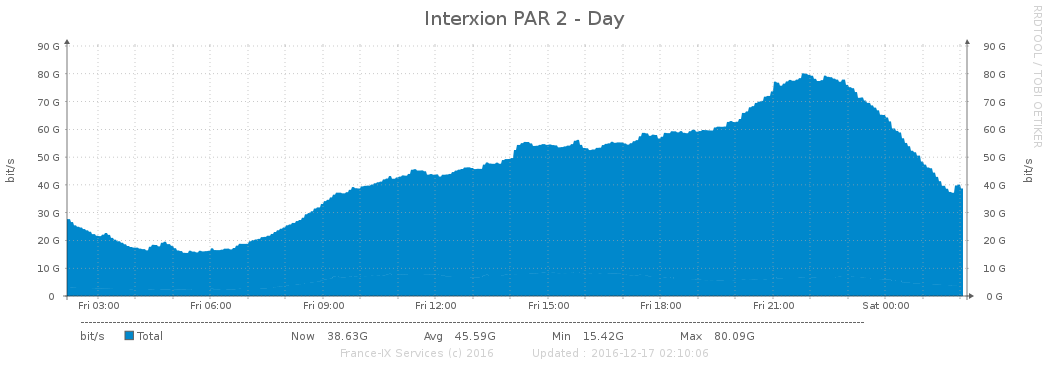 Interxion PAR 2 - Day
RRDTOOL / TOBI OETIKER
90 G 90 G
80 G 80 G
70 G 70 G
60 G 60 G
50 G 50 G
40 G 40 G
30 G 30 G
20 G 20 G
10 G 10 G
0 0 G
bit/s
bit/s
Fri 03:00 Fri 06:00 Fri 09:00 Fri 12:00 Fri 15:00 Fri 18:00 Fri 21:00 Sat 00:00
bit/s Total Now 38.63G Avg 45.59G Min 15.42G Max 80.09G
France-IX Services (c) 2016 Updated : 2016-12-17 02:10:06